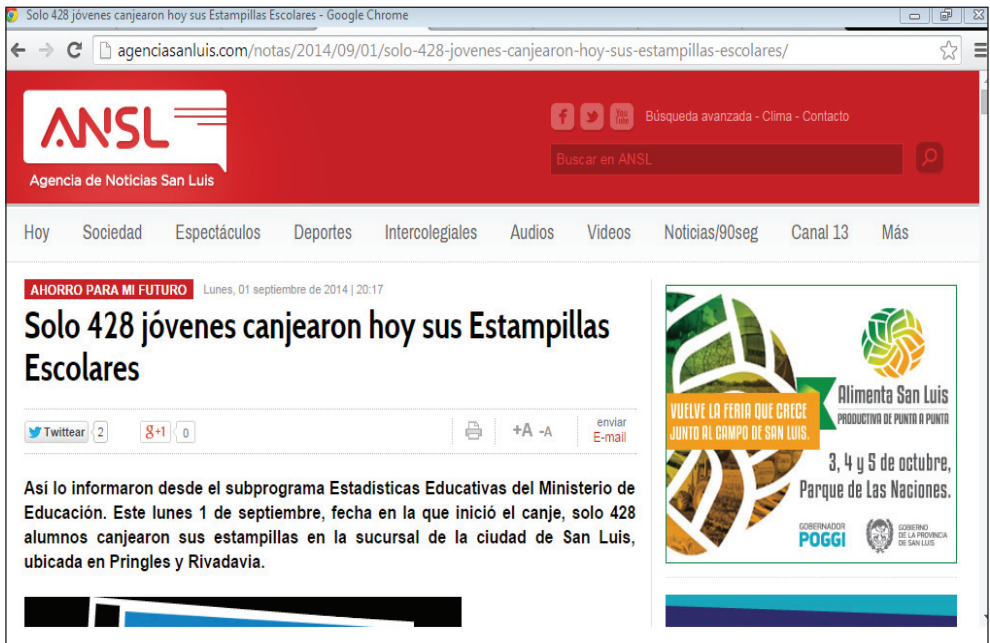 Solo 428 jóvenes canjearon hoy sus Estampillas Escolares - Google Chrome
agenciasanluis.com/notas/2014/09/01/solo-428-jovenes-canjearon-hoy-sus-estampillas-escolares/
ANSL
Agencia de Noticias San Luis
f
You Tube
Búsqueda avanzada - Clima - Contacto
Buscar en ANSL
Hoy Sociedad Espectáculos Deportes Intercolegiales Audios Videos Noticias/90seg Canal 13 Más
AHORRO PARA MI FUTURO Lunes, 01 septiembre de 2014 | 20:17
Solo 428 jóvenes canjearon hoy sus Estampillas
Escolares
Twittear 2 g+1 0 +A -A enviar
E-mail
Así lo informaron desde el subprograma Estadísticas Educativas del Ministerio de
Educación. Este lunes 1 de septiembre, fecha en la que inició el canje, solo 428
alumnos canjearon sus estampillas en la sucursal de la ciudad de San Luis,
ubicada en Pringles y Rivadavia.
VUELVE LA FERIA QUE CRECE
JUNTO AL CAMPO DE SAN LUIS.
Alimenta San Luis
PRODUCTIVA DE PUNTA A PUNTA
3, 4 y 5 de octubre,
Parque de Las Naciones.
GOBERNADOR
POGGI
GOBIERNO
DE LA PROVINCIA
DE SAN LUIS